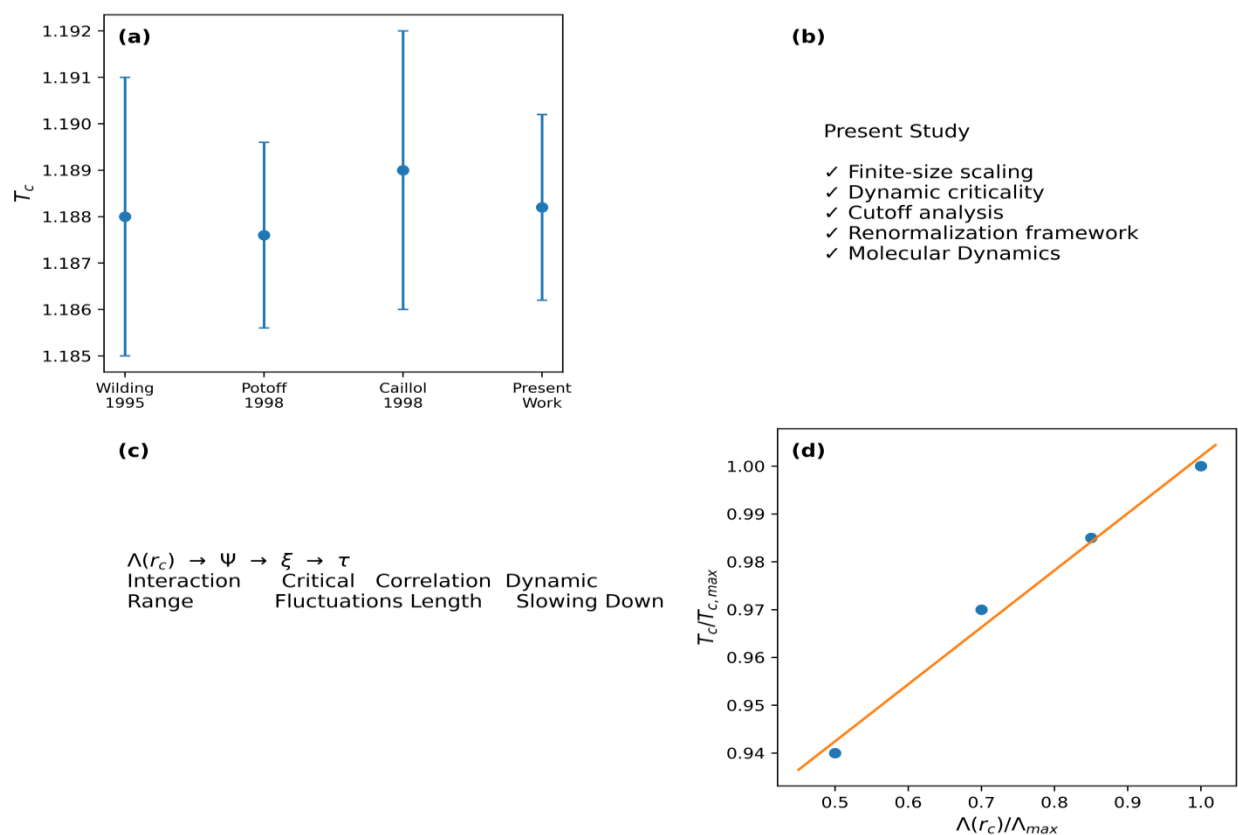 (a)
T_c
1.192
1.191
1.190
1.189
1.188
1.187
1.186
1.185
Wilding
1995
Potoff
1998
Caillol
1998
Present
Work
(b)
Present Study
✓ Finite-size scaling
✓ Dynamic criticality
✓ Cutoff analysis
✓ Renormalization framework
✓ Molecular Dynamics
(c)
Λ(r_c) → Ψ → ξ → τ
Interaction Critical Correlation Dynamic
Range Fluctuations Length Slowing Down
(d)
T_c/T_{c,max}
1.00
0.99
0.98
0.97
0.96
0.95
0.94
0.5 0.6 0.7 0.8 0.9 1.0
Λ(r_c)/Λ_{max}